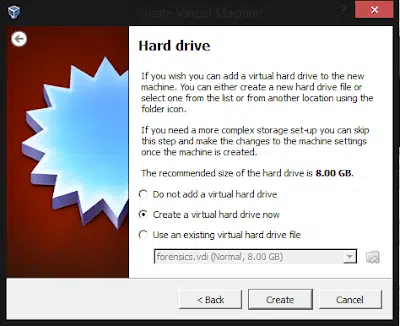 Create Virtual Machine
Hard drive
If you wish you can add a virtual hard drive to the new
machine. You can either create a new hard drive file or
select one from the list or from another location using the
folder icon.
If you need a more complex storage set-up you can skip
this step and make the changes to the machine settings
once the machine is created.
The recommended size of the hard drive is 8.00 GB.
Do not add a virtual hard drive
Create a virtual hard drive now
Use an existing virtual hard drive file
forensics.vdi (Normal, 8.00 GB)
< Back
Create
Cancel